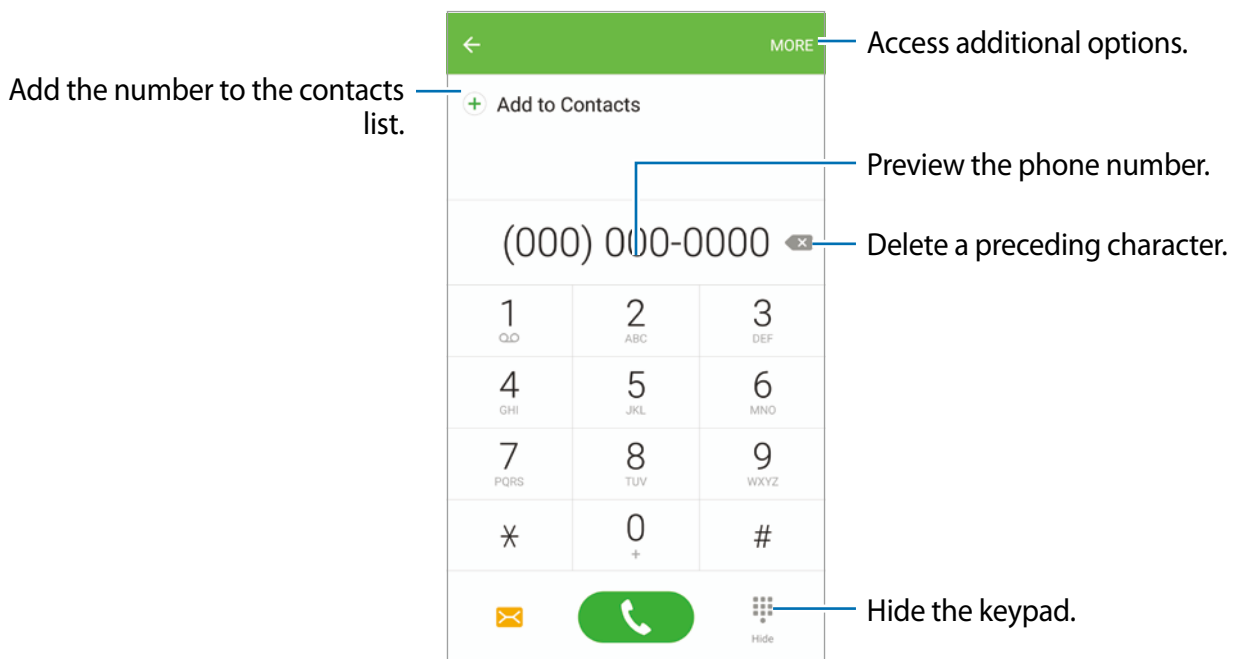 MORE
Access additional options.
Add the number to the contacts
list.
Add to Contacts
Preview the phone number.
(000) 000-0000
Delete a preceding character.
1 2 3
ABC DEF
4 5 6
GHI JKL MNO
7 8 9
PQRS TUV WXYZ
* 0 #
+
Hide the keypad.
Hide